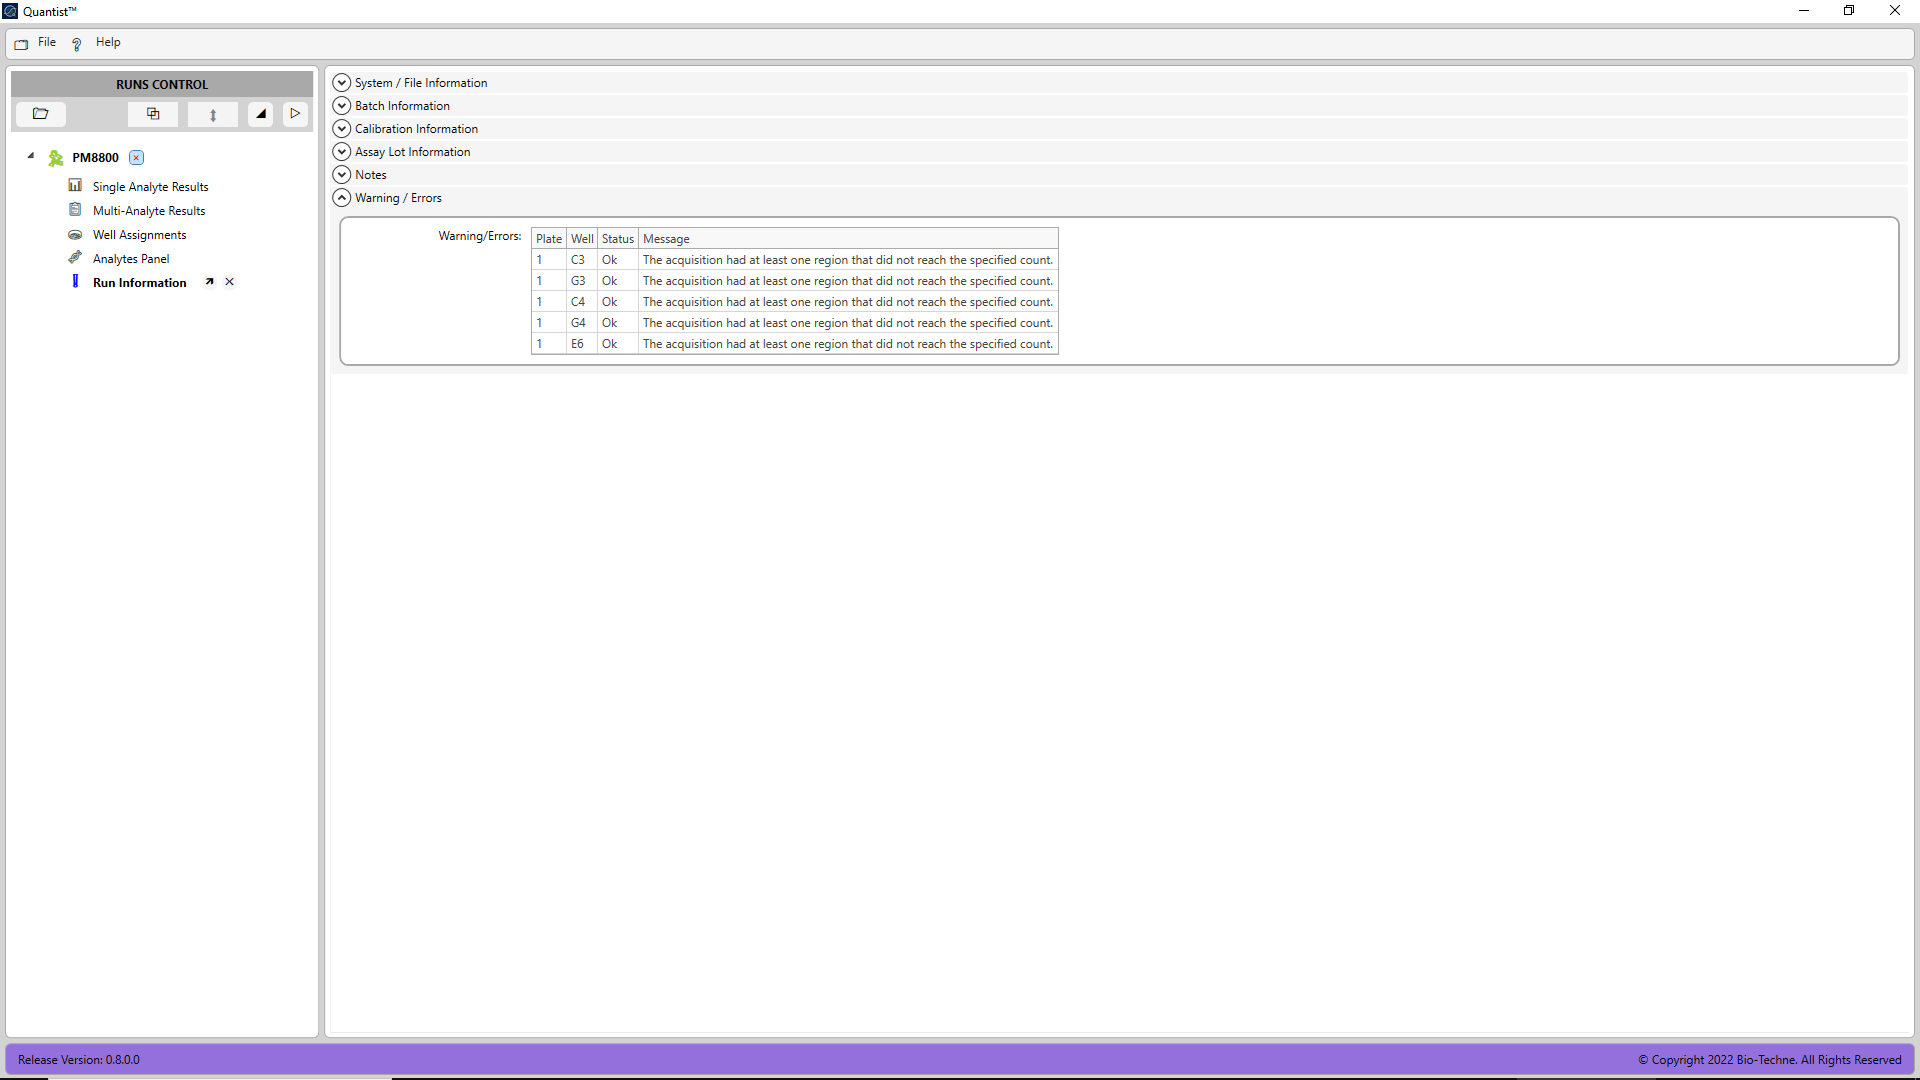 Quantist™
File
Help
RUNS CONTROL
PM8800
Single Analyte Results
Multi-Analyte Results
Well Assignments
Analytes Panel
Run Information
System / File Information
Batch Information
Calibration Information
Assay Lot Information
Notes
Warning / Errors
Warning/Errors:
Plate Well Status Message
1 C3 Ok The acquisition had at least one region that did not reach the specified count.
1 G3 Ok The acquisition had at least one region that did not reach the specified count.
1 C4 Ok The acquisition had at least one region that did not reach the specified count.
1 G4 Ok The acquisition had at least one region that did not reach the specified count.
1 E6 Ok The acquisition had at least one region that did not reach the specified count.
Release Version: 0.8.0.0
© Copyright 2022 Bio-Techne. All Rights Reserved